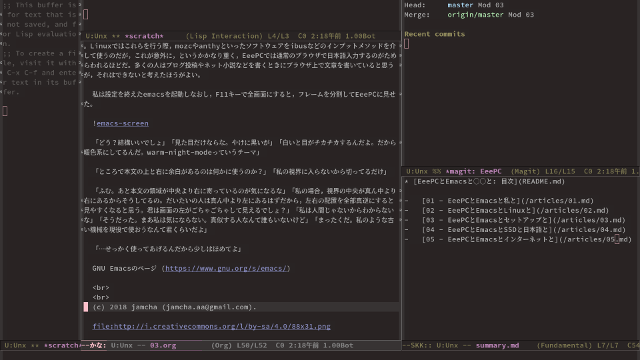 ;; This buffer is
for text that is
not saved, and f
or Lisp evaluatio
n.
;; To create a fi
le, visit it with
C-x C-f and ente
r text in its buf
fer.
U:Unx ** *scratch*
U:Unx ** *scratch* (Lisp Interaction) L4/L3 C0 2:18午前 1.00Bot
。Linuxではこれらを行う際，mozcやanthyといったソフトウェアをibusなどのインプットメソッドを介
して使うのだが，これが意外に，というかかなり重く，EeePCでは通常のブラウザで日本語入力するのがため
らわれるほどだ。多くの人はブログ投稿やネット小説などを書くときにブラウザ上で文章を書いていると思う
が，それはできないと考えたほうがよい。
私は設定を終えたemacsを起動しなおし，F11キーで全画面にすると，フレームを分割してEeePCに見せ
た。
!emacs-screen
「どう？結構いいでしょ」「見た目だけならな。やけに黒いが」「白いと目がチカチカするんだよ。だから
暖色系にしてるんだ。warm-night-modeっていうテーマ」
「ところで本文の上と右に余白があるのは何かに使うのか？」「私の視界に入らないから切ってるだけ」
「ふむ。あと本文の領域が中央より右に寄っているのが気になるな」「私の場合，視界の中央が真ん中より
右にあるからそうしてるの。だいたいの人は真ん中より左にあるはずだから，左右の配置を全部真逆にすると
見やすくなると思う。君は画面の左がごちゃごちゃして見えるでしょ？」「私は人間じゃないからわからない
な」「そうだった。まあ私は気にならない。真似する人なんて誰もいないけど」「まったくだ。私のような古
い機械を現役で使おうなんて者くらいだよ」
「…せっかく使ってあげるんだから少しはほめてよ」
GNU Emacsのページ (https://www.gnu.org/s/emacs/)
<br>
<br>
(c) 2018 jamcha (jamcha.aa@gmail.com).
file:http://i.creativecommons.org/l/by-sa/4.0/88x31.png
--かな: U:Unx -- 03.org (Org) L50/L52 C0 2:18午前 1.00Bot
Head: master Mod 03
Merge: origin/master Mod 03
Recent commits
U:Unx %% *magit: EeePC (Magit) L16/L15 C0 2:18午前 1.
* [EeePCとEmacsと〇〇と: 目次](README.md)
- [01 - EeePCとEmacsと私と](/articles/01.md)
- [02 - EeePCとEmacsとLinuxと](/articles/02.md)
- [03 - EeePCとEmacsとセットアップと](/articles/03.md)
- [04 - EeePCとEmacsとSSDと日本語と](/articles/04.md)
- [05 - EeePCとEmacsとインターネットと](/articles/05.md)
--SKK:: U:Unx -- summary.md (Fundamental) L7/L7 C54